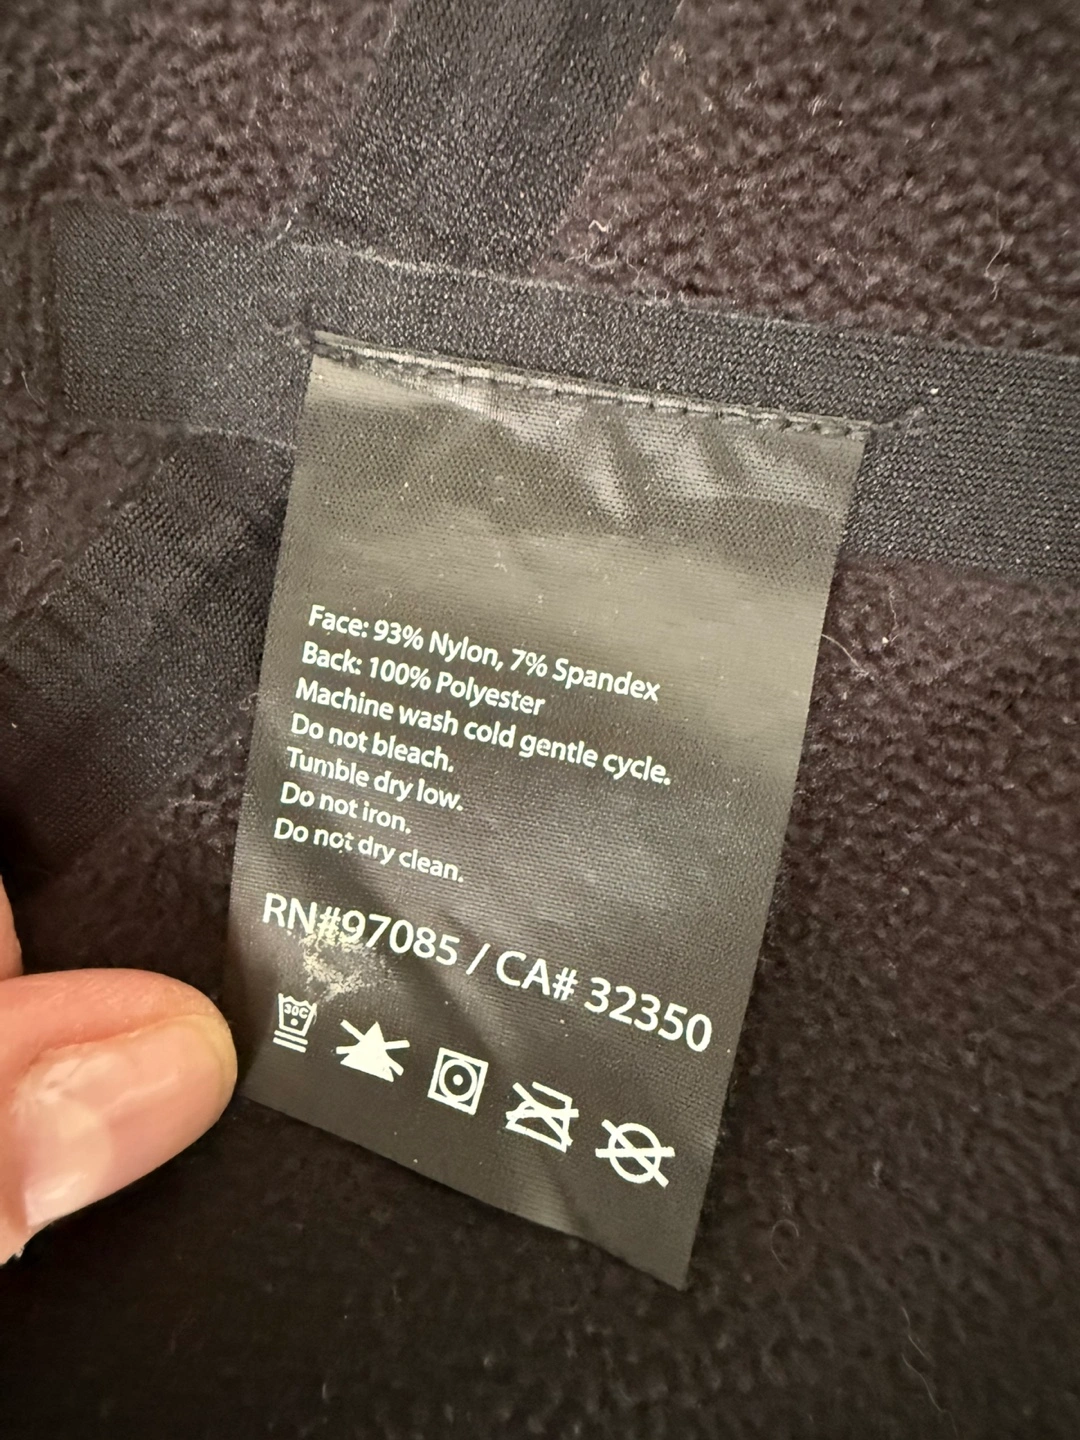 Face: 93% Nylon, 7% Spandex
Back: 100% Polyester
Machine wash cold gentle cycle.
Do not bleach.
Tumble dry low.
Do not iron.
Do not dry clean.
RN#97085 / CA# 32350
30C